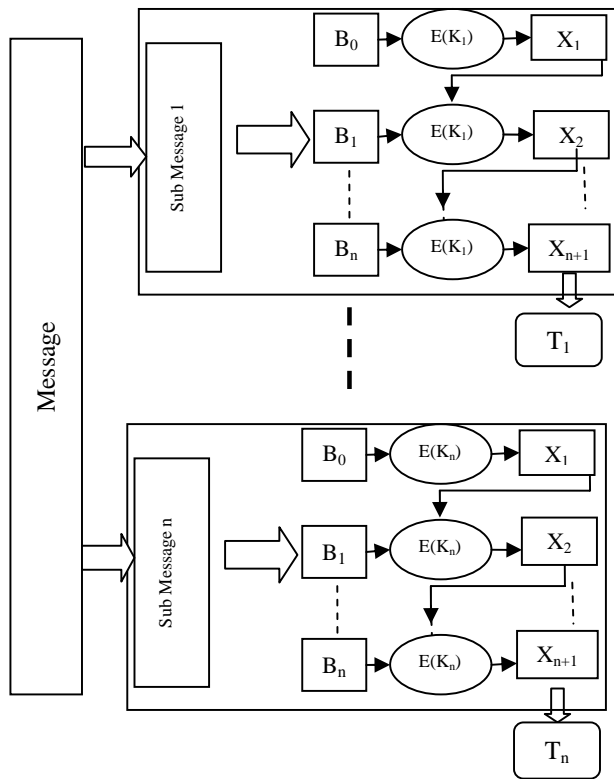 Message
Sub Message 1
B₀ E(K₁) X₁
B₁ E(K₁) X₂
Bₙ E(K₁) Xₙ₊₁
T₁
Sub Message n
B₀ E(Kₙ) X₁
B₁ E(Kₙ) X₂
Bₙ E(Kₙ) Xₙ₊₁
Tₙ